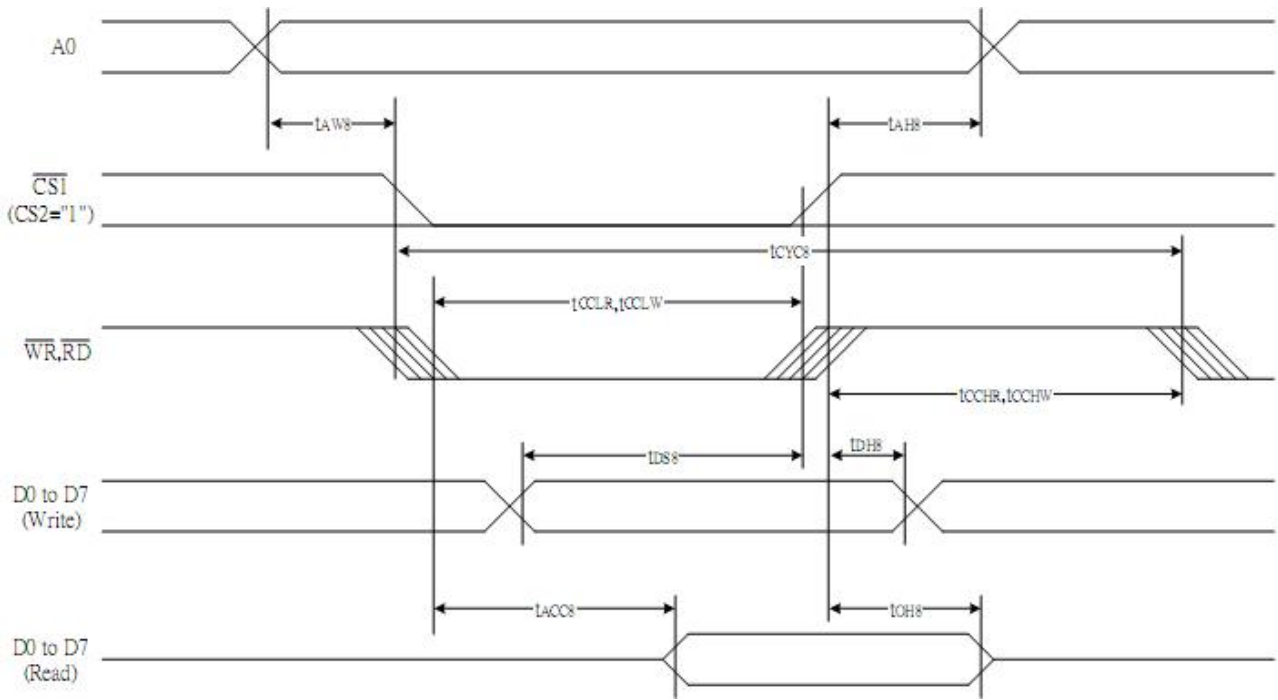 A0
tAW8
tAH8
CS1
(CS2="1")
tCYC8
tCCLR,tCCLW
WR,RD
tCCHR,tCCHW
tDS8
tDH8
D0 to D7
(Write)
tACC8
tOH8
D0 to D7
(Read)